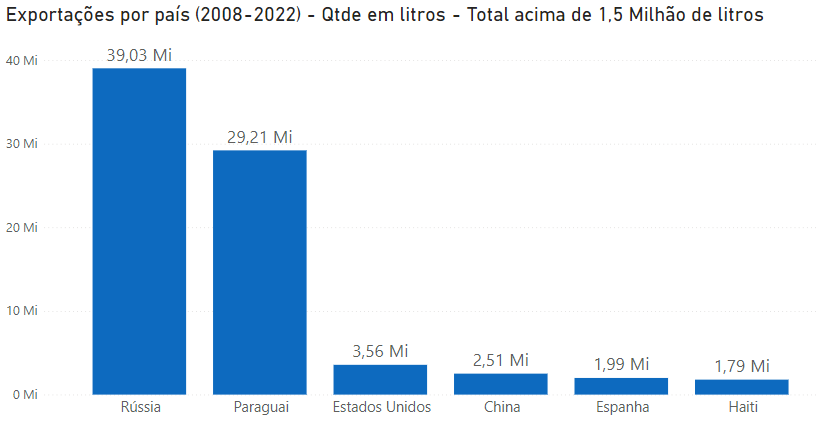 Exportações por país (2008-2022) - Qtde em litros - Total acima de 1,5 Milhão de litros
40 Mi
30 Mi
20 Mi
10 Mi
0 Mi
39,03 Mi
29,21 Mi
3,56 Mi
2,51 Mi
1,99 Mi
1,79 Mi
Rússia
Paraguai
Estados Unidos
China
Espanha
Haiti